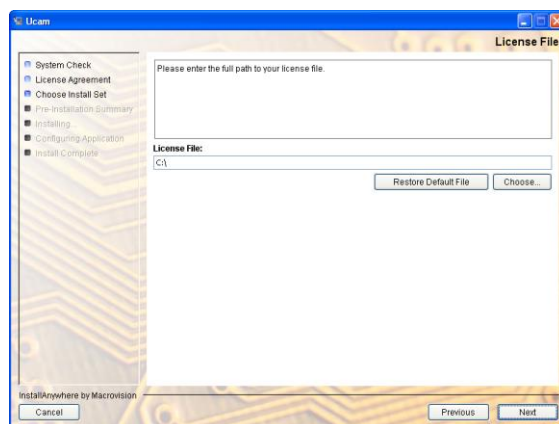 Ucam
License File
System Check
License Agreement
Choose Install Set
Pre-Installation Summary
Installing...
Configuring Application
Install Complete
Please enter the full path to your license file.
License File:
C:\
Restore Default File
Choose...
InstallAnywhere by Macrovision
Cancel
Previous
Next